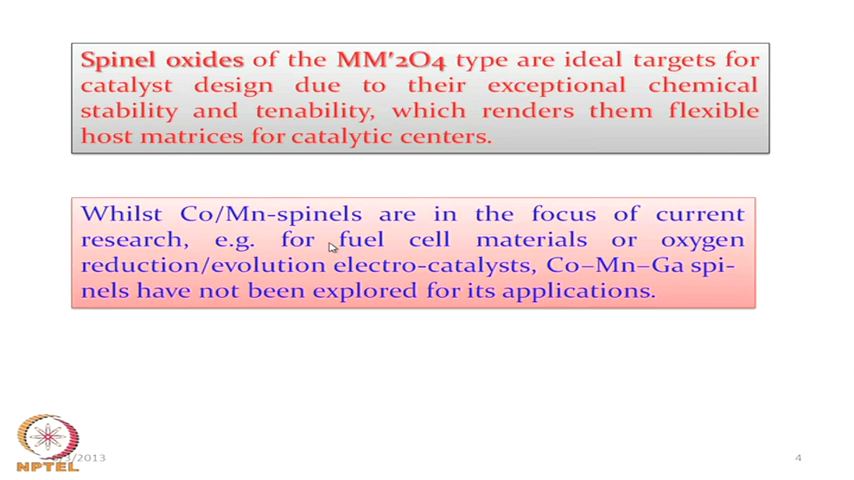 Spinel oxides of the MM'2O4 type are ideal targets for
catalyst design due to their exceptional chemical
stability and tenability, which renders them flexible
host matrices for catalytic centers.
Whilst Co/Mn-spinels are in the focus of current
research, e.g. for fuel cell materials or oxygen
reduction/evolution electro-catalysts, Co–Mn–Ga spi-
nels have not been explored for its applications.
/2013
4
NPTEL